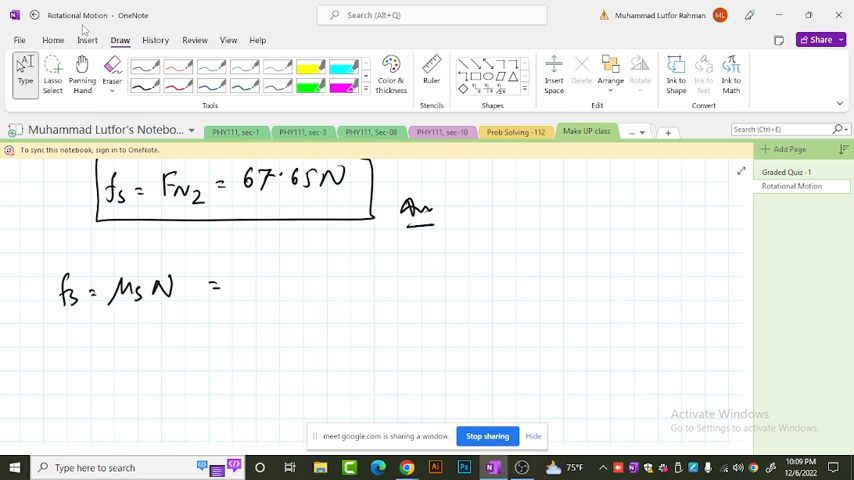 Rotational Motion - OneNote
Search (Alt+Q)
Muhammad Lutfor Rahman
ML
File Home Insert Draw History Review View Help
Share
Type
Lasso Select
Panning Hand
Eraser
Color & Thickness
Ruler
Insert Space
Delete
Arrange
Rotate
Ink to Shape
Ink to Text
Ink to Math
Tools
Stencils
Shapes
Edit
Convert
Muhammad Lutfor's Notebo...
PHY111, sec-1
PHY111, sec-3
PHY111, Sec-08
PHY111, sec-10
Prob Solving -112
Make UP class
Search (Ctrl+E)
To sync this notebook, sign in to OneNote.
Add Page
Graded Quiz -1
Rotational Motion
fs = FN2 = 67.65N
Ans
fs = μs N =
Activate Windows
Go to Settings to activate Windows.
meet.google.com is sharing a window.
Stop sharing
Hide
Type here to search
75°F
10:09 PM
12/6/2022